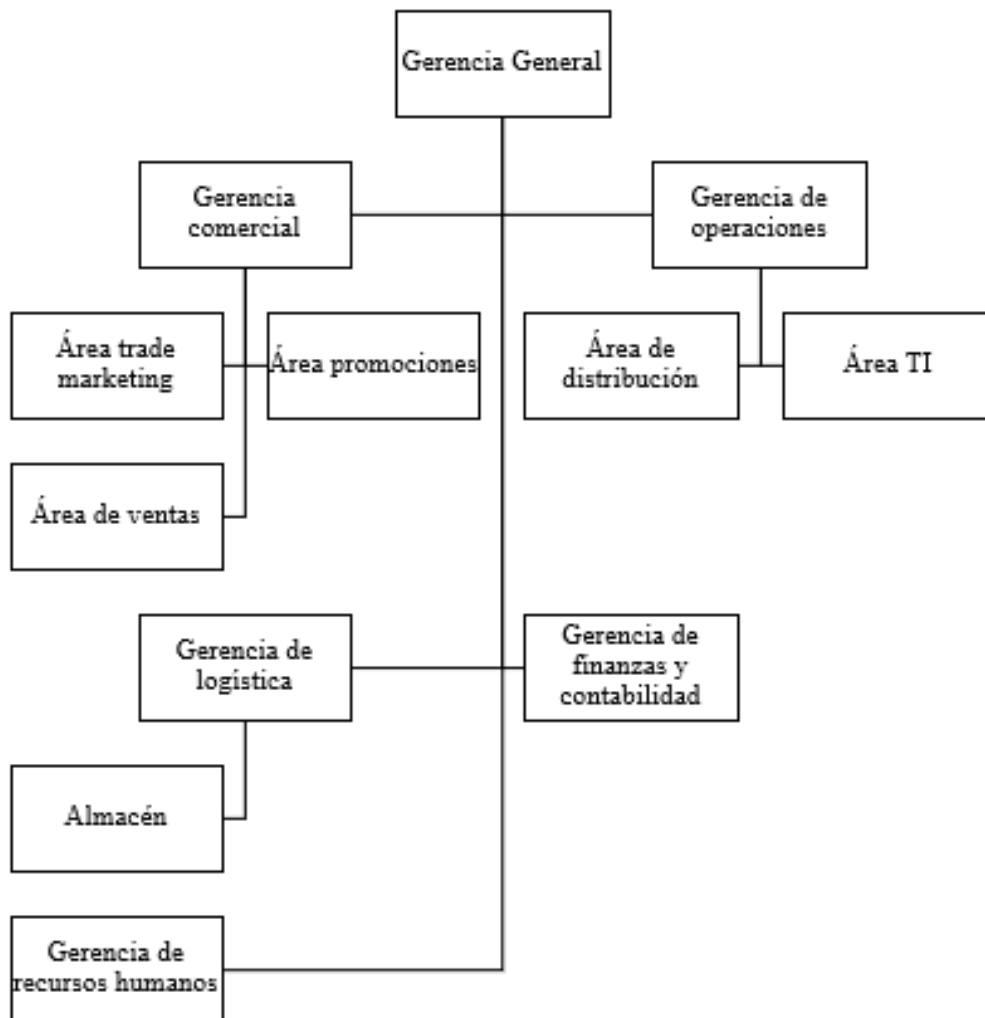 Gerencia General
Gerencia
comercial
Gerencia de
operaciones
Área trade
marketing
Área promociones
Área de
distribución
Área TI
Área de ventas
Gerencia de
logística
Gerencia de
finanzas y
contabilidad
Almacén
Gerencia de
recursos humanos